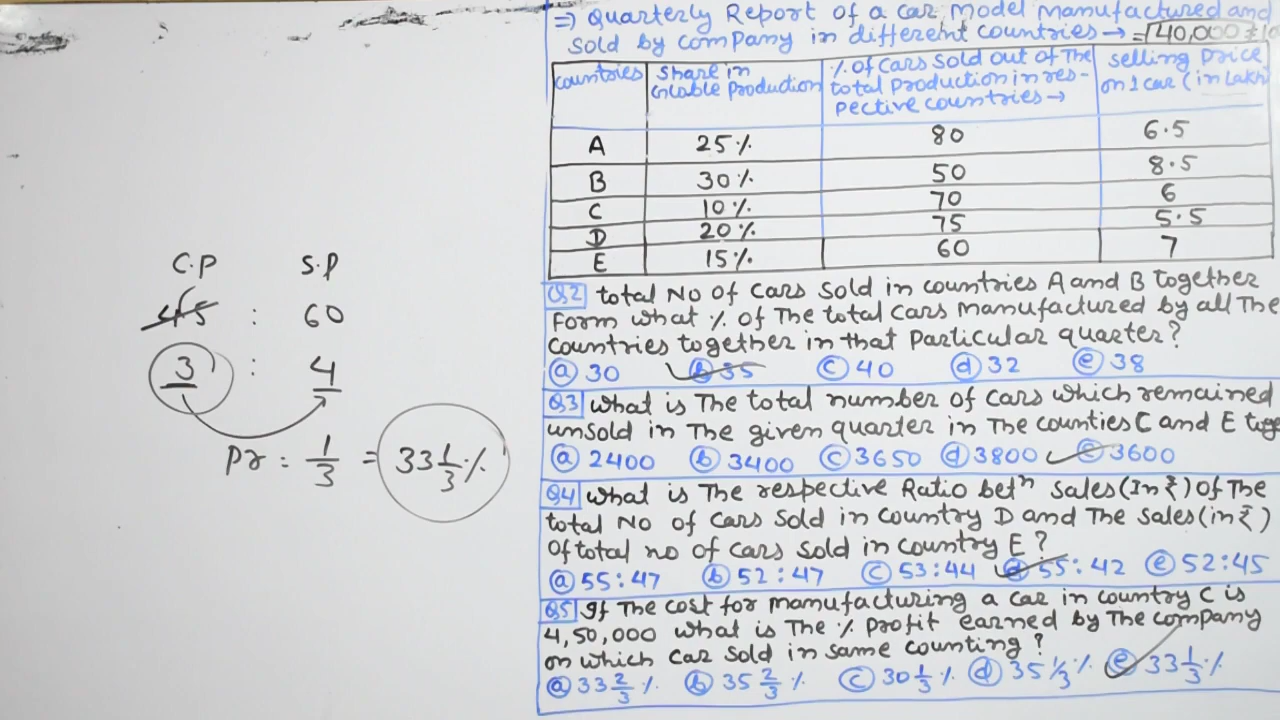 ⇒ Quarterly Report of a car model manufactured and
sold by company in different countries → = 40,000
countries
share in Glable Production
% of cars sold out of The total Production in res-pective countries →
selling price on 1 car (in Lakh
A 25% 80 6.5
B 30% 50 8.5
C 10% 70 6
D 20% 75 5.5
E 15% 60 7
C.P S.P
45 : 60
3 : 4
Pr = 1/3 = 33 1/3 %
Q2 total No of cars sold in countries A and B together
Form what % of The total cars manufactured by all The
countries together in that particular quarter?
(a) 30 (b) 35 (c) 40 (d) 32 (e) 38
Q3 what is The total number of cars which remained
unsold in The given quarter in The counties C and E
(a) 2400 (b) 3400 (c) 3650 (d) 3800 (e) 3600
Q4 what is The respective Ratio betⁿ sales (In ₹) of The
total No of cars sold in country D and The sales (in ₹)
of total no of cars sold in country E?
(a) 55:47 (b) 52:47 (c) 53:44 (d) 55:42 (e) 52:45
Q5 If The cost for manufacturing a car in country C is
4,50,000 what is The % profit earned by The company
on which car sold in same counting?
(a) 33 2/3 % (b) 35 2/3 % (c) 30 1/3 % (d) 35 1/3 % (e) 33 1/3 %